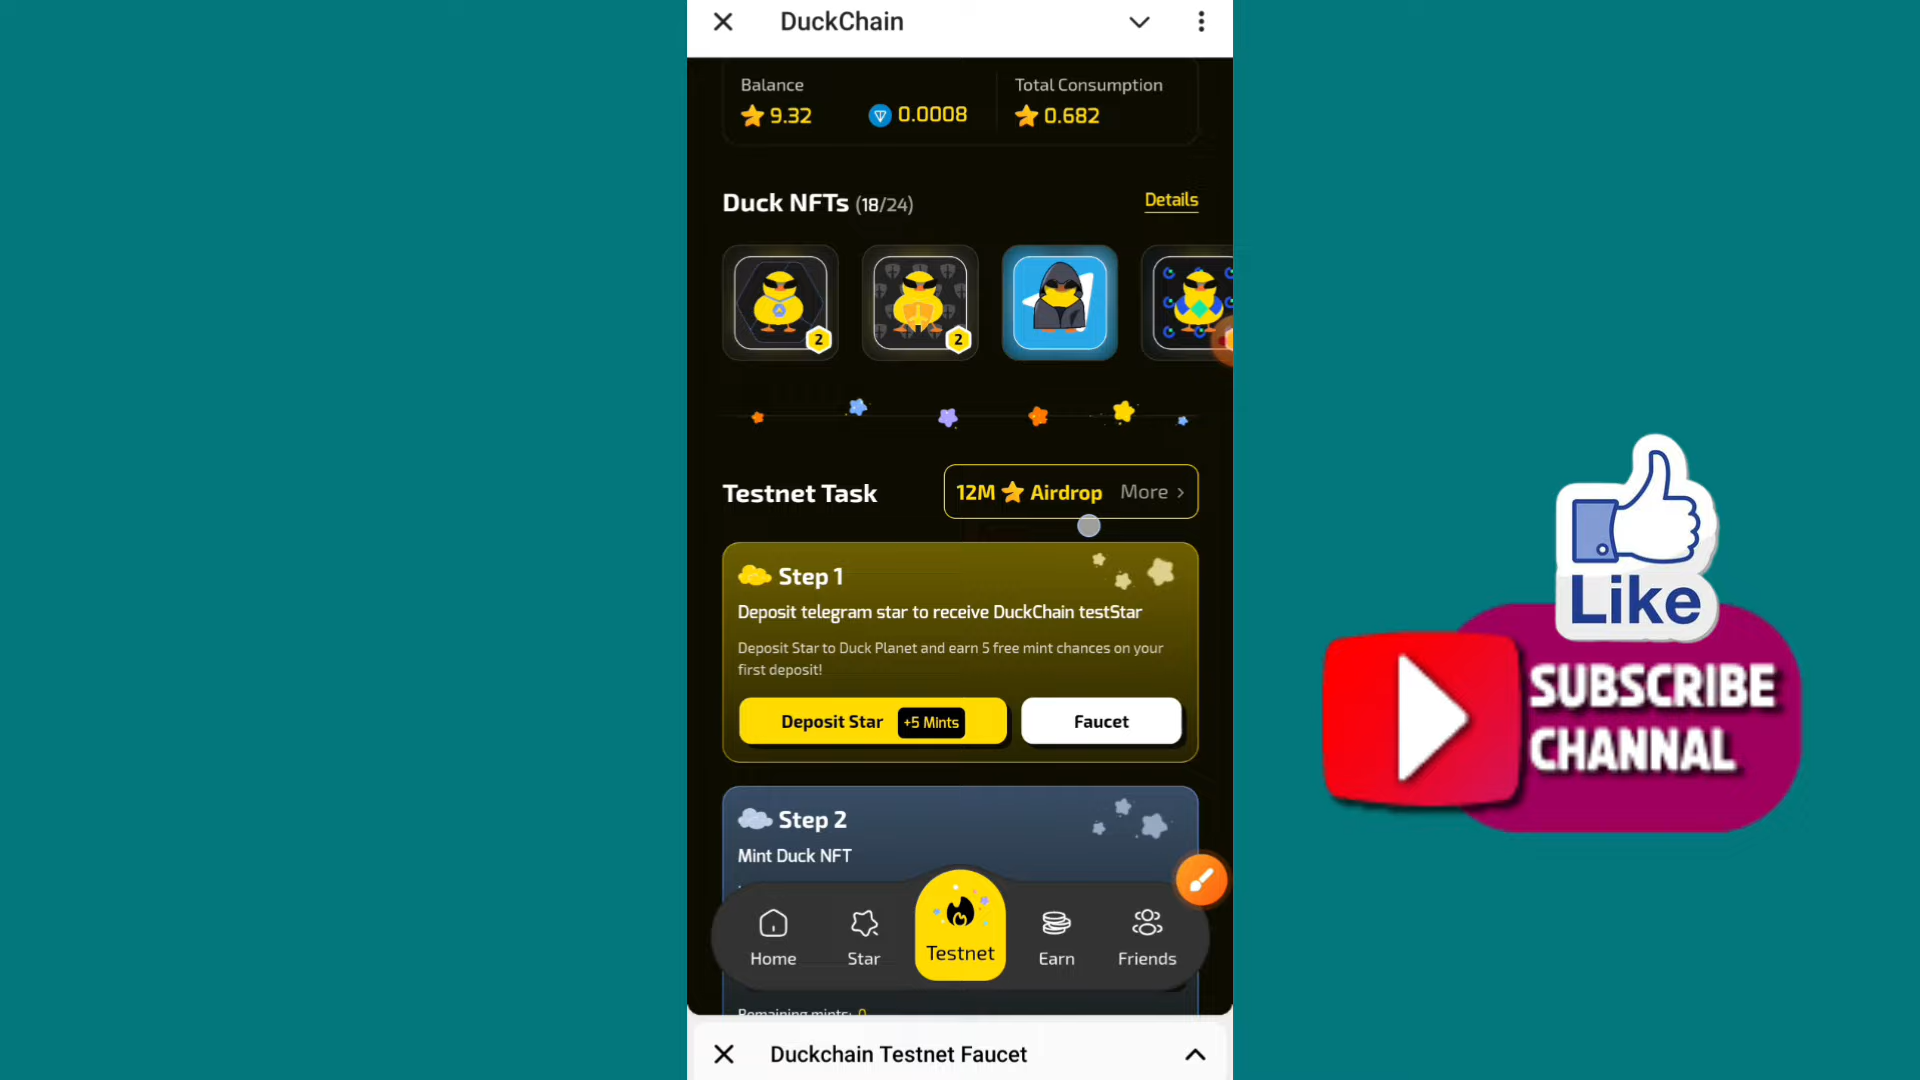 DuckChain
Balance
Total Consumption
9.32
0.0008
0.682
Duck NFTs (18/24)
Details
2
2
Testnet Task
12M Airdrop More >
Step 1
Deposit telegram star to receive DuckChain testStar
Deposit Star to Duck Planet and earn 5 free mint chances on your
first deposit!
Deposit Star +5 Mints
Faucet
Step 2
Mint Duck NFT
Home
Star
Testnet
Earn
Friends
Remaining mints: 0
Duckchain Testnet Faucet
Like
SUBSCRIBE
CHANNAL